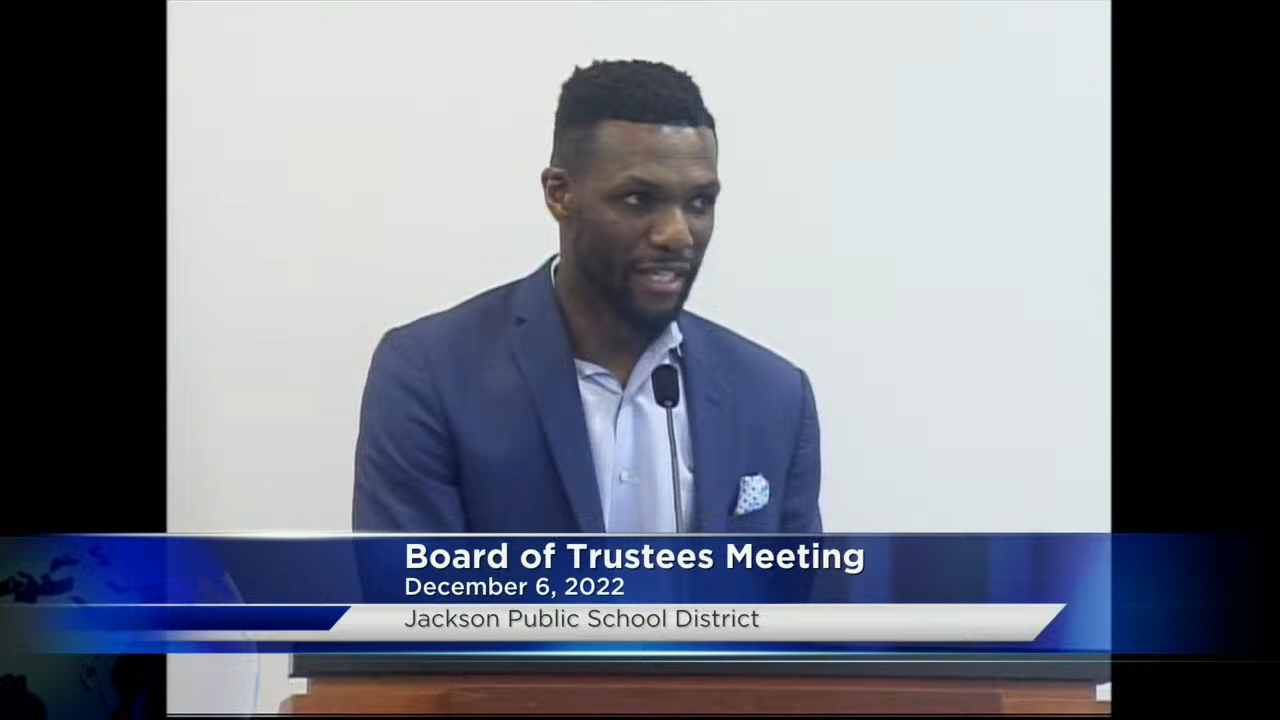 Board of Trustees Meeting
December 6, 2022
Jackson Public School District